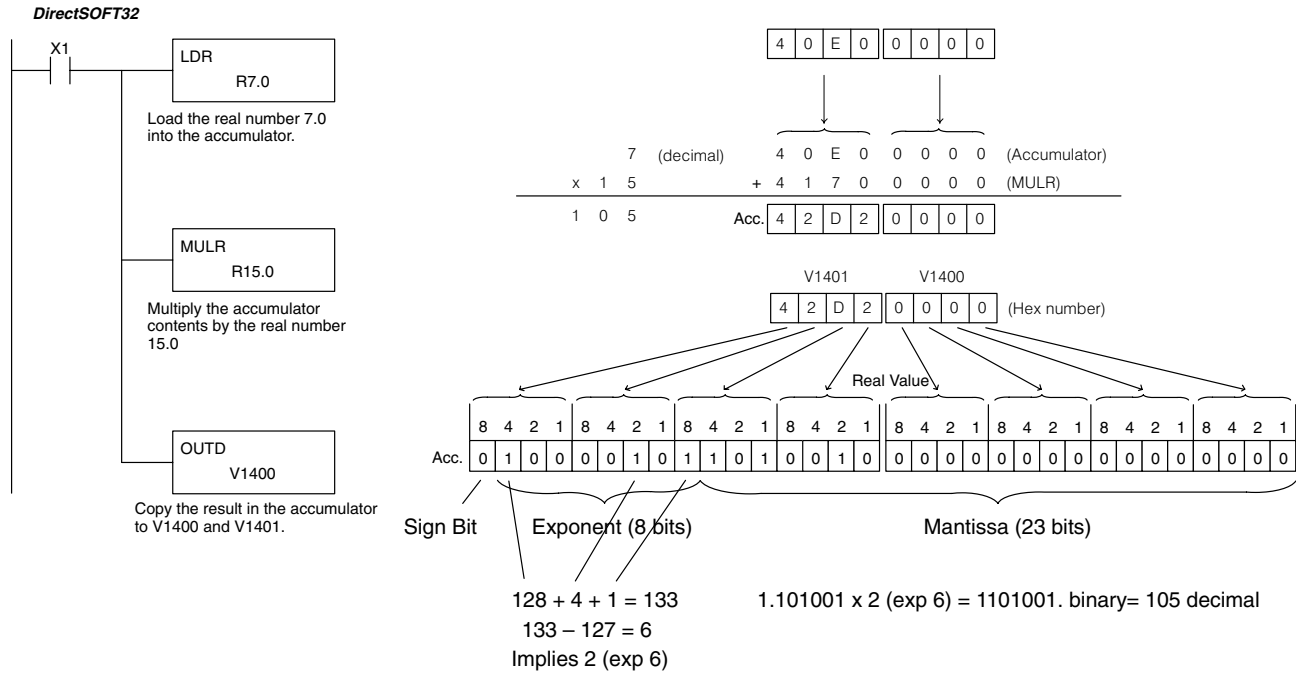 DirectSOFT32
X1
LDR
R7.0
Load the real number 7.0
into the accumulator.
MULR
R15.0
Multiply the accumulator
contents by the real number
15.0
OUTD
V1400
Copy the result in the accumulator
to V1400 and V1401.
4 0 E 0 0 0 0 0
7 (decimal) 4 0 E 0 0 0 0 0 (Accumulator)
x 1 5 + 4 1 7 0 0 0 0 0 (MULR)
1 0 5 Acc. 4 2 D 2 0 0 0 0
V1401 V1400
4 2 D 2 0 0 0 0 (Hex number)
Real Value
8 4 2 1 8 4 2 1 8 4 2 1 8 4 2 1 8 4 2 1 8 4 2 1 8 4 2 1 8 4 2 1
Acc. 0 1 0 0 0 0 1 0 1 1 0 1 0 0 1 0 0 0 0 0 0 0 0 0 0 0 0 0 0 0 0 0
Sign Bit Exponent (8 bits) Mantissa (23 bits)
128 + 4 + 1 = 133
133 – 127 = 6
Implies 2 (exp 6)
1.101001 x 2 (exp 6) = 1101001. binary= 105 decimal